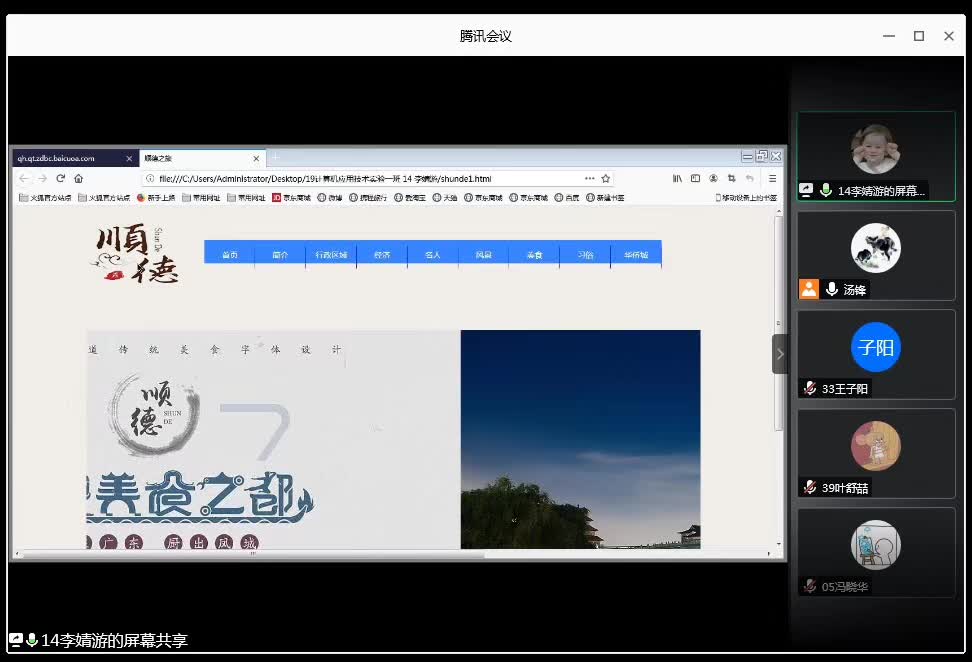 腾讯会议
qh.qt.zdbc.baicuoa.com
顺德之旅
file:///C:/Users/Administrator/Desktop/19计算机应用技术实验一班 14 李婧游/shunde1.html
火狐官方站点 火狐官方站点 新手上路 常用网址 常用网址 JD 京东商城 微博 携程旅行 爱淘宝 天猫 京东商城 京东商城 百度 新建书签 移动设备上的书签
順德
Shun De
首页 简介 行政区域 经济 名人 风景 美食 习俗 华侨城
道 传 统 美 食 字 体 设 计
顺德
SHUN
DE
美食之都
广 东 厨 出 凤 城
14李婧游的屏幕...
汤锋
子阳
33王子阳
39叶舒喆
05冯晓华
14李婧游的屏幕共享